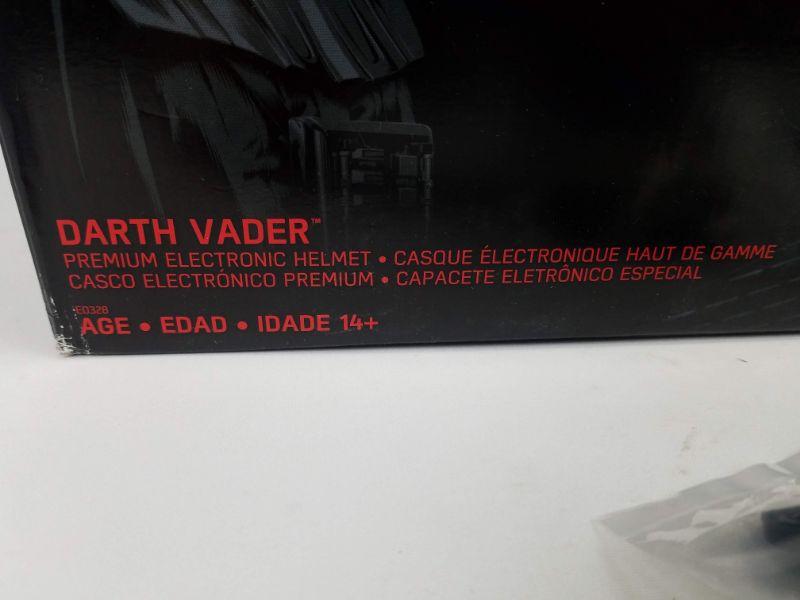 DARTH VADER™
PREMIUM ELECTRONIC HELMET • CASQUE ÉLECTRONIQUE HAUT DE GAMME
CASCO ELECTRÓNICO PREMIUM • CAPACETE ELETRÔNICO ESPECIAL
E0328
AGE • EDAD • IDADE 14+